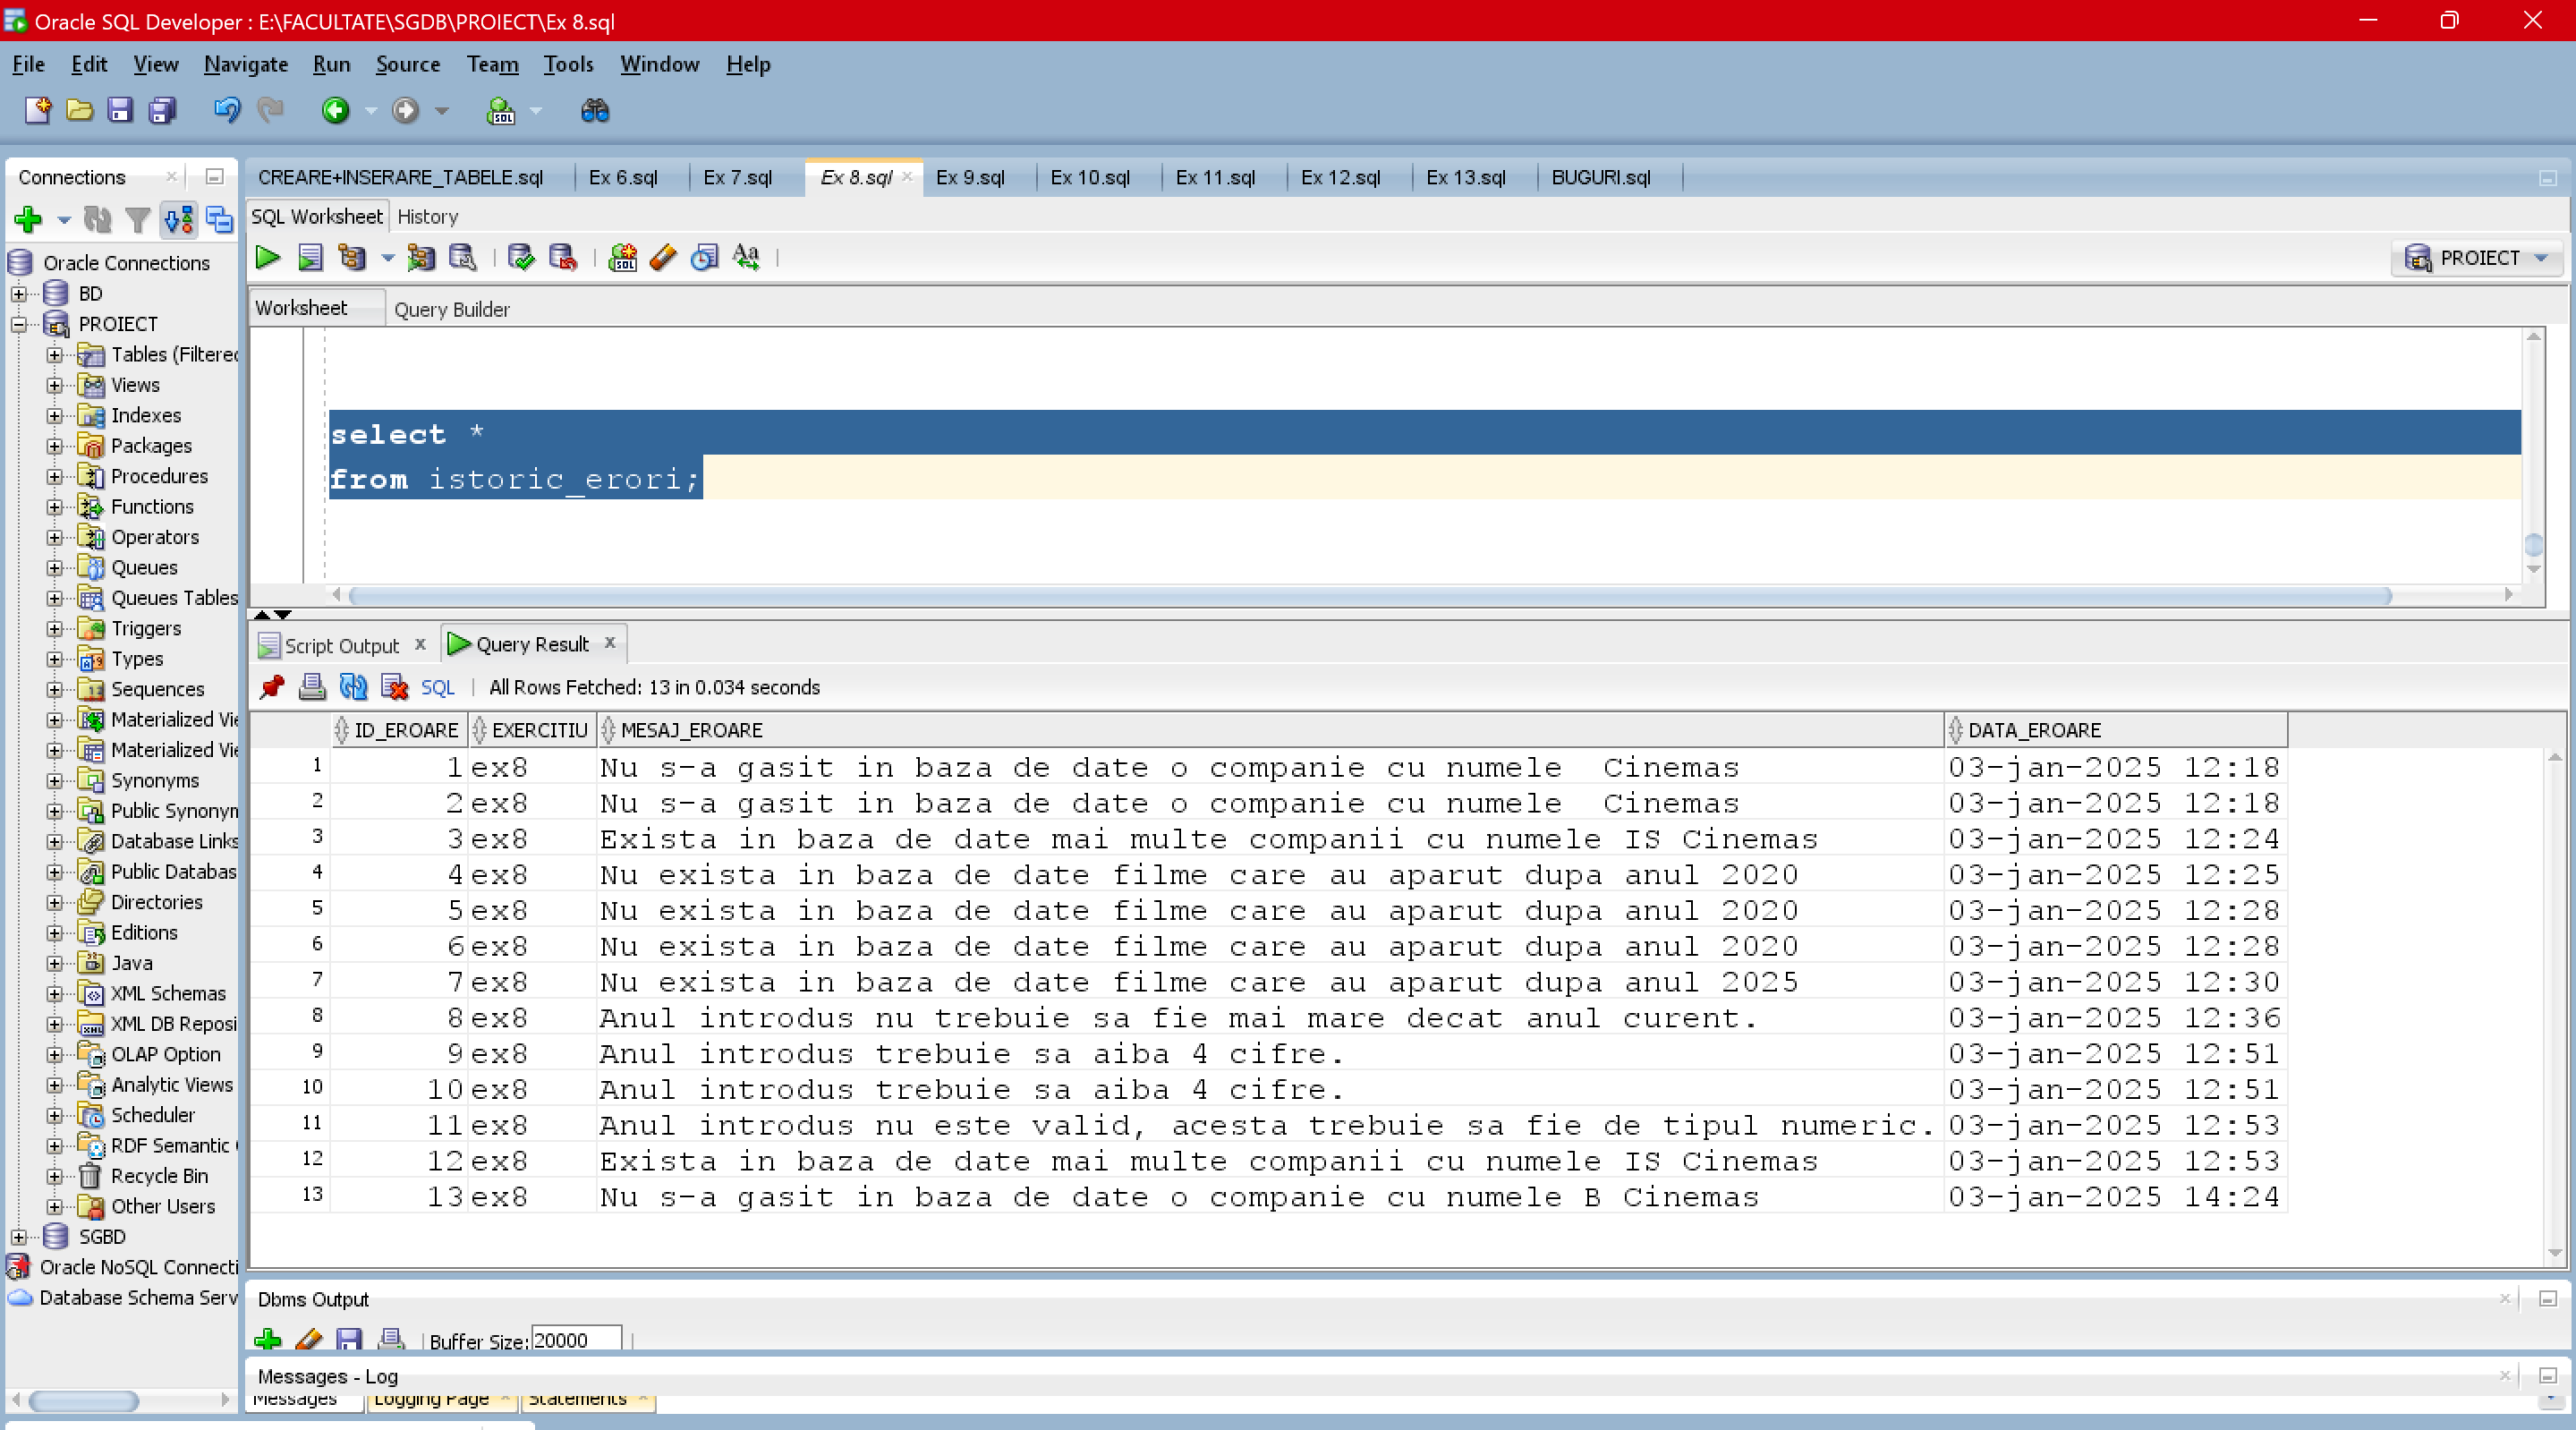 Oracle SQL Developer : E:\FACULTATE\SGDB\PROIECT\Ex 8.sql
File Edit View Navigate Run Source Team Tools Window Help
Connections
Oracle Connections
BD
PROIECT
Tables (Filtered
Views
Indexes
Packages
Procedures
Functions
Operators
Queues
Queues Tables
Triggers
Types
Sequences
Materialized Vie
Materialized Vie
Synonyms
Public Synonym
Database Links
Public Databas
Directories
Editions
Java
XML Schemas
XML DB Reposi
OLAP Option
Analytic Views
Scheduler
RDF Semantic
Recycle Bin
Other Users
SGBD
Oracle NoSQL Connecti
Database Schema Serv
CREARE+INSERARE_TABELE.sql Ex 6.sql Ex 7.sql Ex 8.sql Ex 9.sql Ex 10.sql Ex 11.sql Ex 12.sql Ex 13.sql BUGURI.sql
SQL Worksheet History
PROIECT
Worksheet Query Builder
select *
from istoric_erori;
Script Output x Query Result x
SQL All Rows Fetched: 13 in 0.034 seconds
ID_EROARE EXERCITIU MESAJ_EROARE DATA_EROARE
1 1 ex8 Nu s-a gasit in baza de date o companie cu numele  Cinemas 03-jan-2025 12:18
2 2 ex8 Nu s-a gasit in baza de date o companie cu numele  Cinemas 03-jan-2025 12:18
3 3 ex8 Exista in baza de date mai multe companii cu numele IS Cinemas 03-jan-2025 12:24
4 4 ex8 Nu exista in baza de date filme care au aparut dupa anul 2020 03-jan-2025 12:25
5 5 ex8 Nu exista in baza de date filme care au aparut dupa anul 2020 03-jan-2025 12:28
6 6 ex8 Nu exista in baza de date filme care au aparut dupa anul 2020 03-jan-2025 12:28
7 7 ex8 Nu exista in baza de date filme care au aparut dupa anul 2025 03-jan-2025 12:30
8 8 ex8 Anul introdus nu trebuie sa fie mai mare decat anul curent. 03-jan-2025 12:36
9 9 ex8 Anul introdus trebuie sa aiba 4 cifre. 03-jan-2025 12:51
10 10 ex8 Anul introdus trebuie sa aiba 4 cifre. 03-jan-2025 12:51
11 11 ex8 Anul introdus nu este valid, acesta trebuie sa fie de tipul numeric. 03-jan-2025 12:53
12 12 ex8 Exista in baza de date mai multe companii cu numele IS Cinemas 03-jan-2025 12:53
13 13 ex8 Nu s-a gasit in baza de date o companie cu numele B Cinemas 03-jan-2025 14:24
Dbms Output
Buffer Size: 20000
Messages - Log
Messages Logging Page Statements